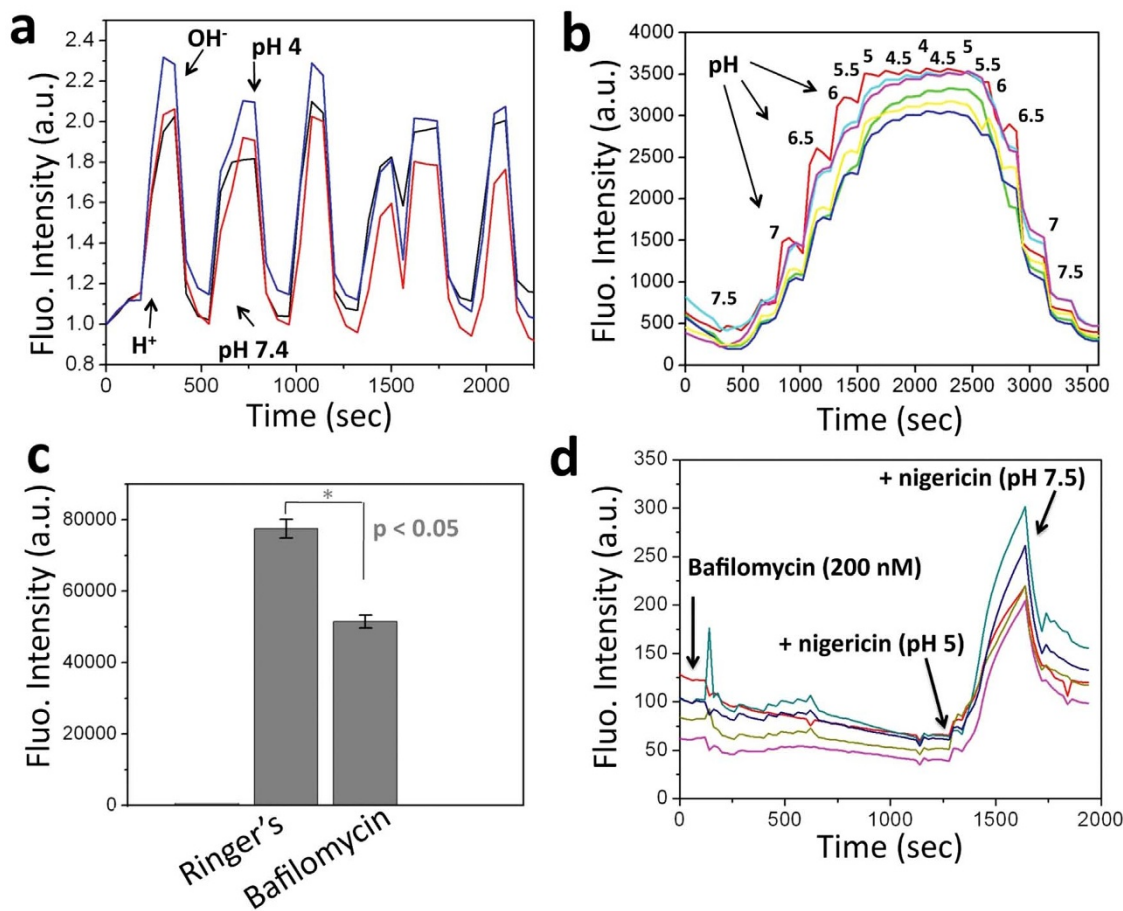 a
Fluo. Intensity (a.u.)
2.4
2.2
2.0
1.8
1.6
1.4
1.2
1.0
0.8
OH-
pH 4
H+
pH 7.4
0 500 1000 1500 2000
Time (sec)
b
Fluo. Intensity (a.u.)
4000
3500
3000
2500
2000
1500
1000
500
0
pH
7.5 7 6.5 6 5.5 5 4.5 4 4.5 5 5.5 6 6.5 7 7.5
0 500 1000 1500 2000 2500 3000 3500
Time (sec)
c
Fluo. Intensity (a.u.)
80000
60000
40000
20000
0
*
p < 0.05
Ringer's
Bafilomycin
d
Fluo. Intensity (a.u.)
350
300
250
200
150
100
50
0
+ nigericin (pH 7.5)
Bafilomycin (200 nM)
+ nigericin (pH 5)
0 500 1000 1500 2000
Time (sec)